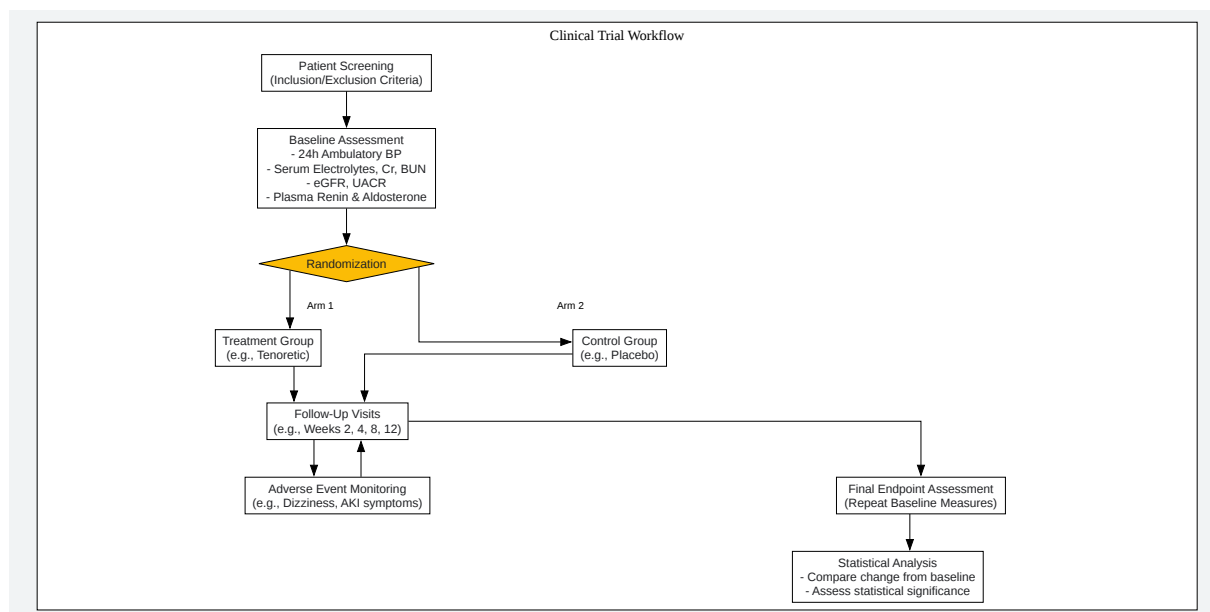 Clinical Trial Workflow
Patient Screening
(Inclusion/Exclusion Criteria)
Baseline Assessment
- 24h Ambulatory BP
- Serum Electrolytes, Cr, BUN
- eGFR, UACR
- Plasma Renin & Aldosterone
Randomization
Arm 1
Arm 2
Treatment Group
(e.g., Tenoretic)
Control Group
(e.g., Placebo)
Follow-Up Visits
(e.g., Weeks 2, 4, 8, 12)
Adverse Event Monitoring
(e.g., Dizziness, AKI symptoms)
Final Endpoint Assessment
(Repeat Baseline Measures)
Statistical Analysis
- Compare change from baseline
- Assess statistical significance